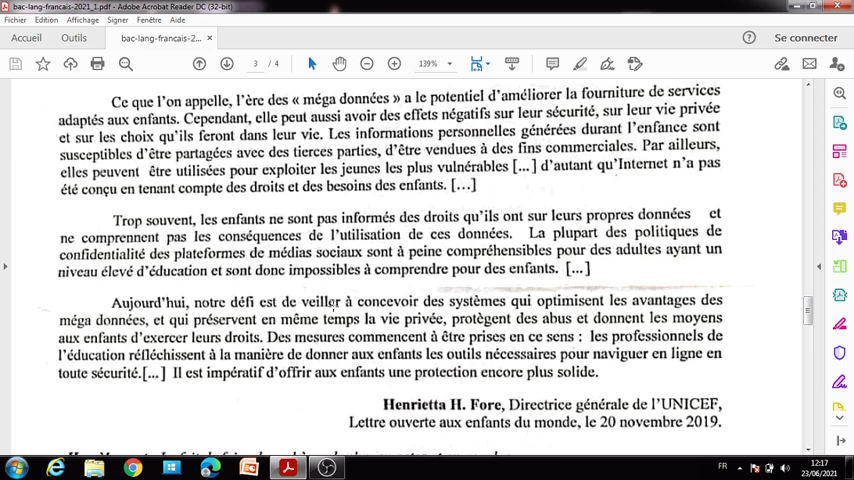 bac-lang-francais-2021_1.pdf - Adobe Acrobat Reader DC (32-bit)
Fichier Edition Affichage Signer Fenêtre Aide
Accueil Outils bac-lang-francais-2... × Se connecter
3 / 4 139%
Ce que l'on appelle, l'ère des « méga données » a le potentiel d'améliorer la fourniture de services
adaptés aux enfants. Cependant, elle peut aussi avoir des effets négatifs sur leur sécurité, sur leur vie privée
et sur les choix qu'ils feront dans leur vie. Les informations personnelles générées durant l'enfance sont
susceptibles d'être partagées avec des tierces parties, d'être vendues à des fins commerciales. Par ailleurs,
elles peuvent être utilisées pour exploiter les jeunes les plus vulnérables [...] d'autant qu'Internet n'a pas
été conçu en tenant compte des droits et des besoins des enfants. [...]
Trop souvent, les enfants ne sont pas informés des droits qu'ils ont sur leurs propres données et
ne comprennent pas les conséquences de l'utilisation de ces données. La plupart des politiques de
confidentialité des plateformes de médias sociaux sont à peine compréhensibles pour des adultes ayant un
niveau élevé d'éducation et sont donc impossibles à comprendre pour des enfants. [...]
Aujourd'hui, notre défi est de veiller à concevoir des systèmes qui optimisent les avantages des
méga données, et qui préservent en même temps la vie privée, protègent des abus et donnent les moyens
aux enfants d'exercer leurs droits. Des mesures commencent à être prises en ce sens : les professionnels de
l'éducation réfléchissent à la manière de donner aux enfants les outils nécessaires pour naviguer en ligne en
toute sécurité.[...] Il est impératif d'offrir aux enfants une protection encore plus solide.
Henrietta H. Fore, Directrice générale de l'UNICEF,
Lettre ouverte aux enfants du monde, le 20 novembre 2019.
FR 12:17
23/06/2021